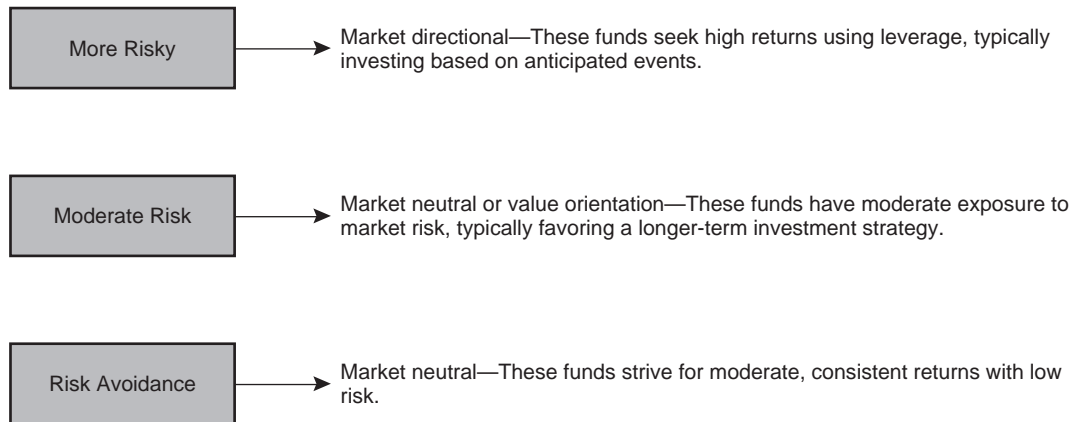 More Risky
Market directional—These funds seek high returns using leverage, typically
investing based on anticipated events.
Moderate Risk
Market neutral or value orientation—These funds have moderate exposure to
market risk, typically favoring a longer-term investment strategy.
Risk Avoidance
Market neutral—These funds strive for moderate, consistent returns with low
risk.